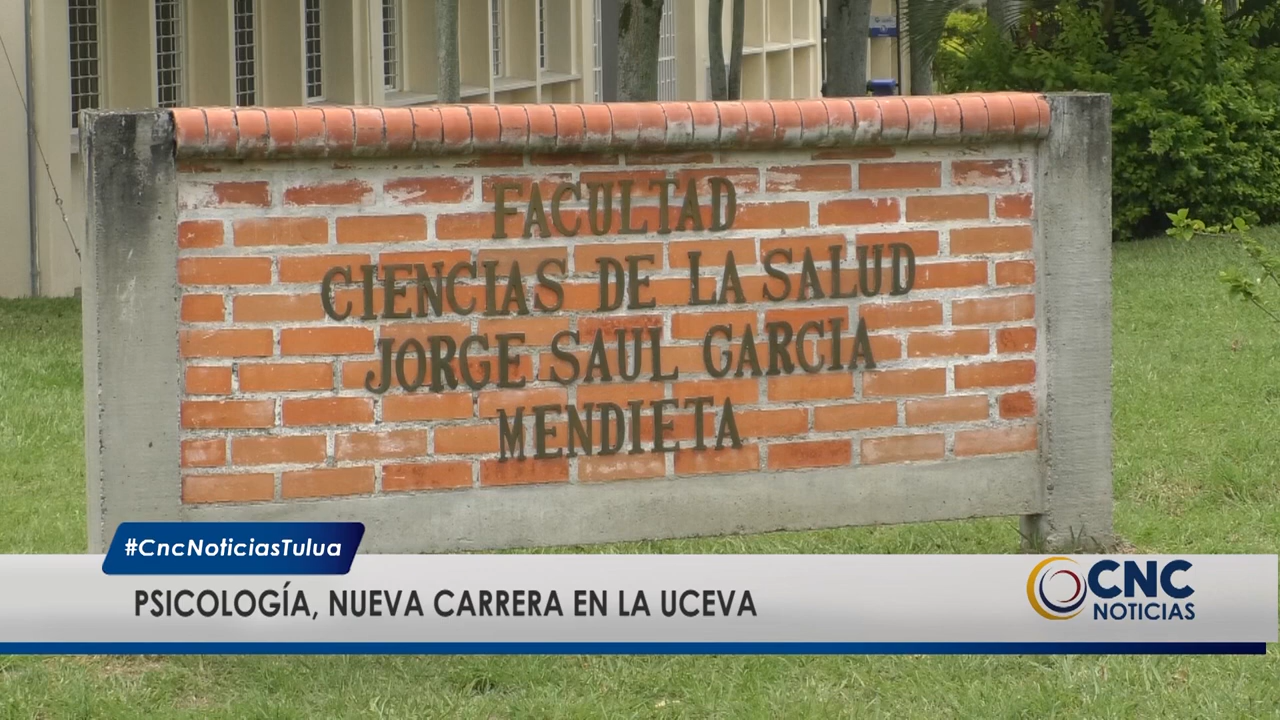 FACULTAD
CIENCIAS DE LA SALUD
JORGE SAUL GARCIA
MENDIETA
#CncNoticiasTulua
PSICOLOGÍA, NUEVA CARRERA EN LA UCEVA
CNC
NOTICIAS